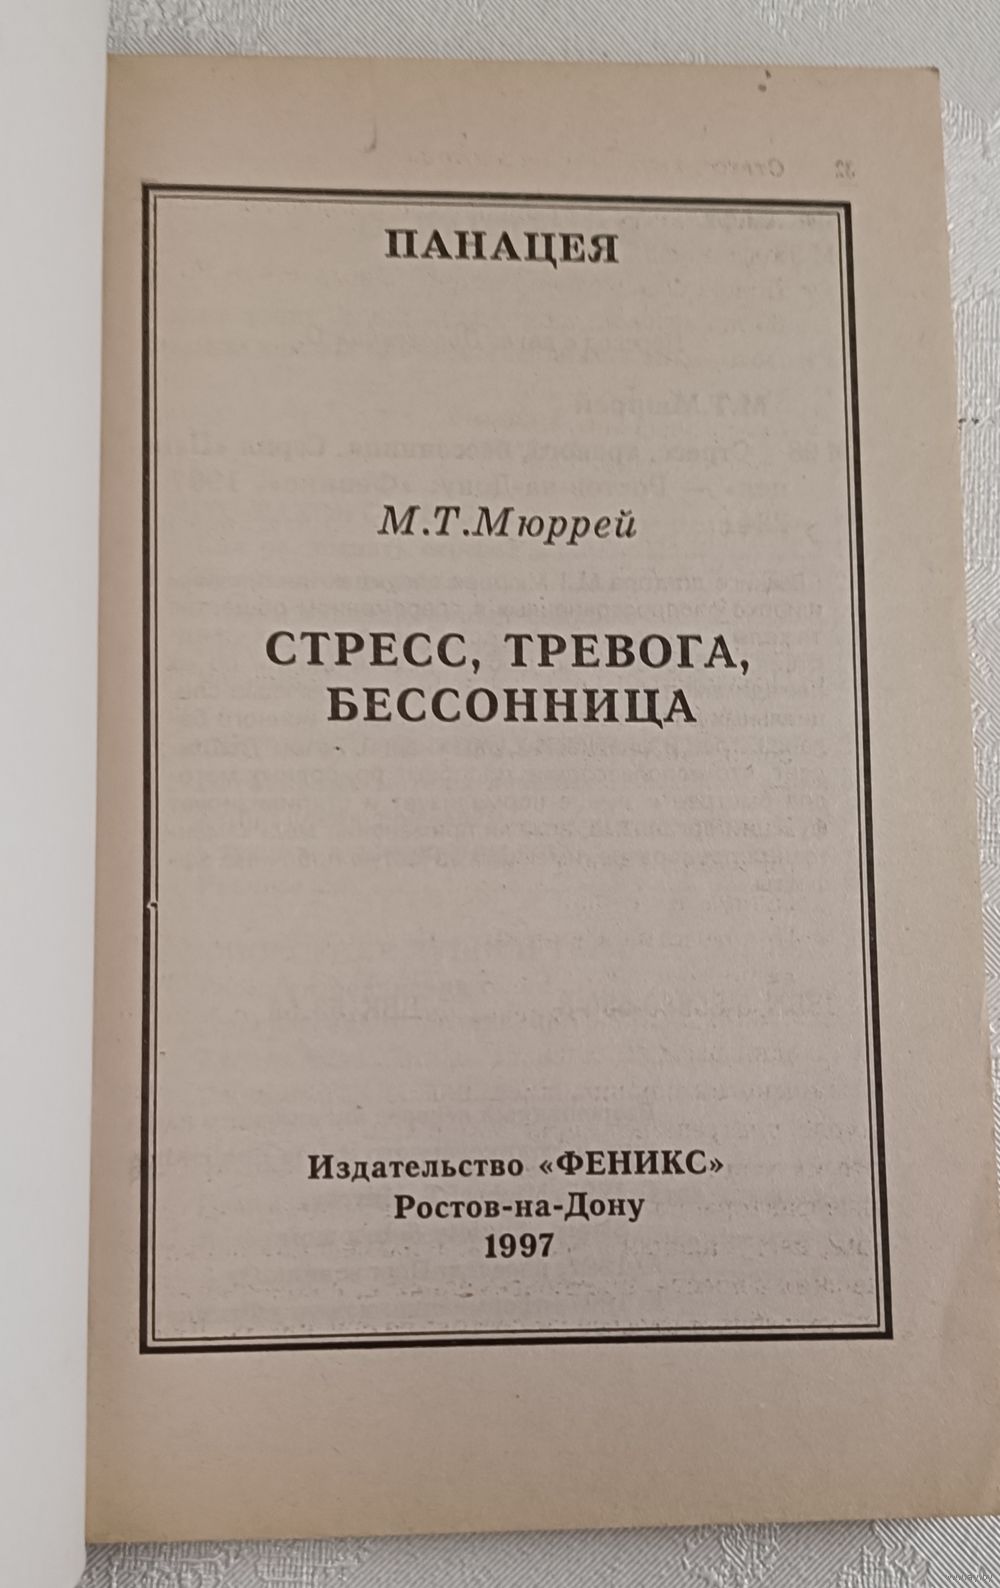 ПАНАЦЕЯ
М.Т.Мюррей
СТРЕСС, ТРЕВОГА,
БЕССОННИЦА
Издательство «ФЕНИКС»
Ростов-на-Дону
1997